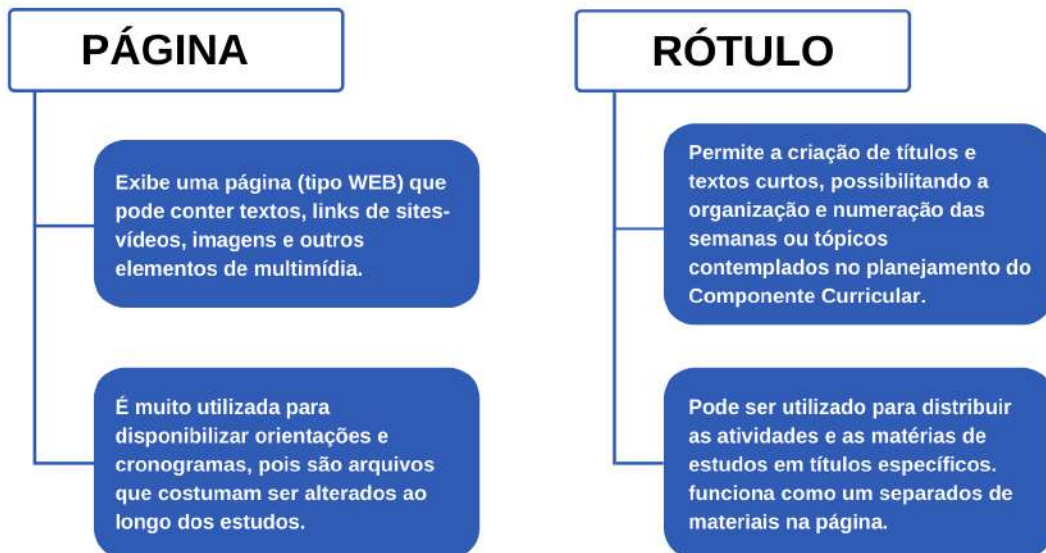 PÁGINA
Exibe uma página (tipo WEB) que
pode conter textos, links de sites-
vídeos, imagens e outros
elementos de multimídia.
É muito utilizada para
disponibilizar orientações e
cronogramas, pois são arquivos
que costumam ser alterados ao
longo dos estudos.
RÓTULO
Permite a criação de títulos e
textos curtos, possibilitando a
organização e numeração das
semanas ou tópicos
contemplados no planejamento do
Componente Curricular.
Pode ser utilizado para distribuir
as atividades e as matérias de
estudos em títulos específicos.
funciona como um separados de
materiais na página.